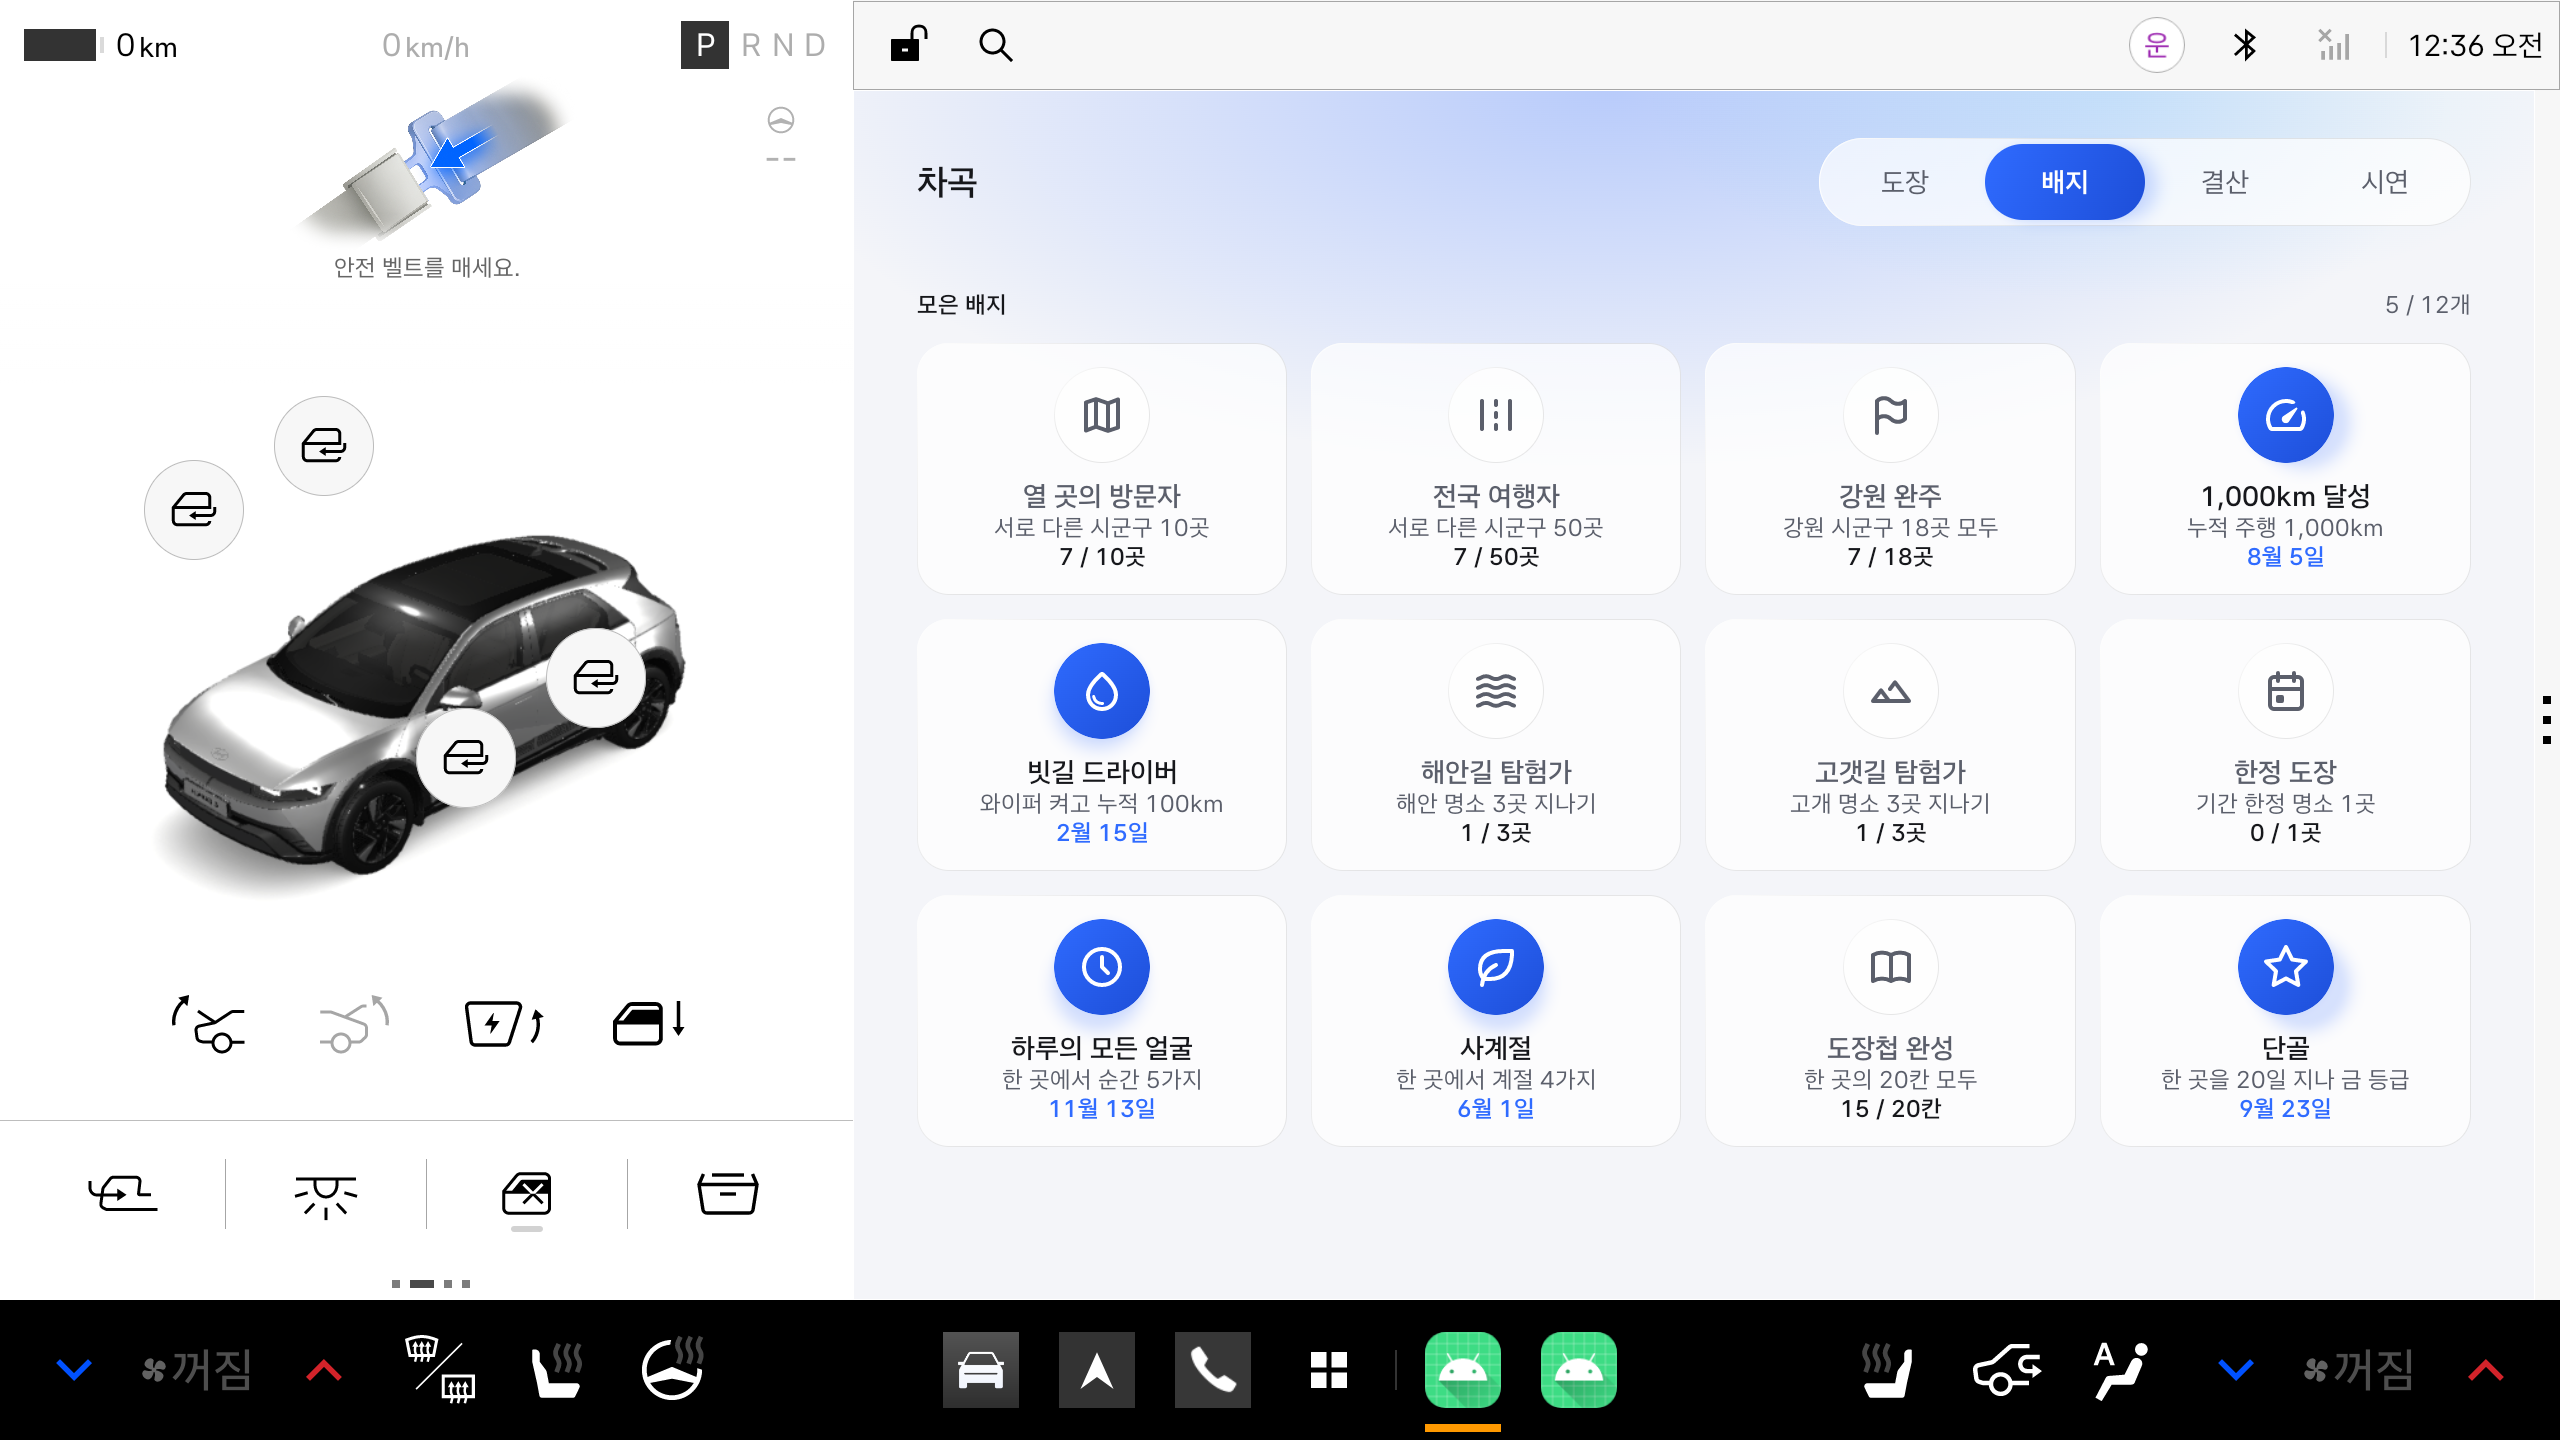 0 km
0 km/h
P R N D
12:36 오전
운
안전 벨트를 매세요.
차곡
도장
배지
결산
시연
모은 배지
5 / 12개
열 곳의 방문자
서로 다른 시군구 10곳
7 / 10곳
전국 여행자
서로 다른 시군구 50곳
7 / 50곳
강원 완주
강원 시군구 18곳 모두
7 / 18곳
1,000km 달성
누적 주행 1,000km
8월 5일
빗길 드라이버
와이퍼 켜고 누적 100km
2월 15일
해안길 탐험가
해안 명소 3곳 지나기
1 / 3곳
고갯길 탐험가
고개 명소 3곳 지나기
1 / 3곳
한정 도장
기간 한정 명소 1곳
0 / 1곳
하루의 모든 얼굴
한 곳에서 순간 5가지
11월 13일
사계절
한 곳에서 계절 4가지
6월 1일
도장첩 완성
한 곳의 20칸 모두
15 / 20칸
단골
한 곳을 20일 지나 금 등급
9월 23일
꺼짐
A
꺼짐